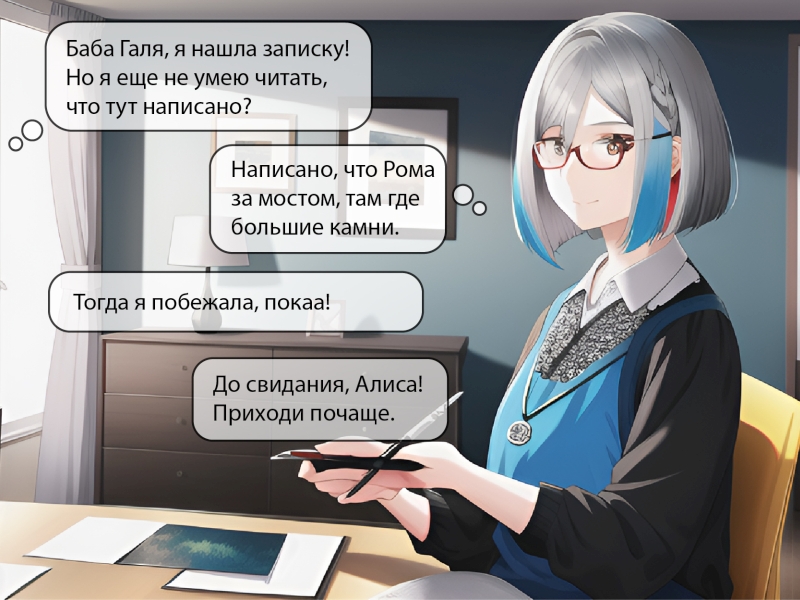 Баба Галя, я нашла записку!
Но я еще не умею читать,
что тут написано?
Написано, что Рома
за мостом, там где
большие камни.
Тогда я побежала, покаа!
До свидания, Алиса!
Приходи почаще.